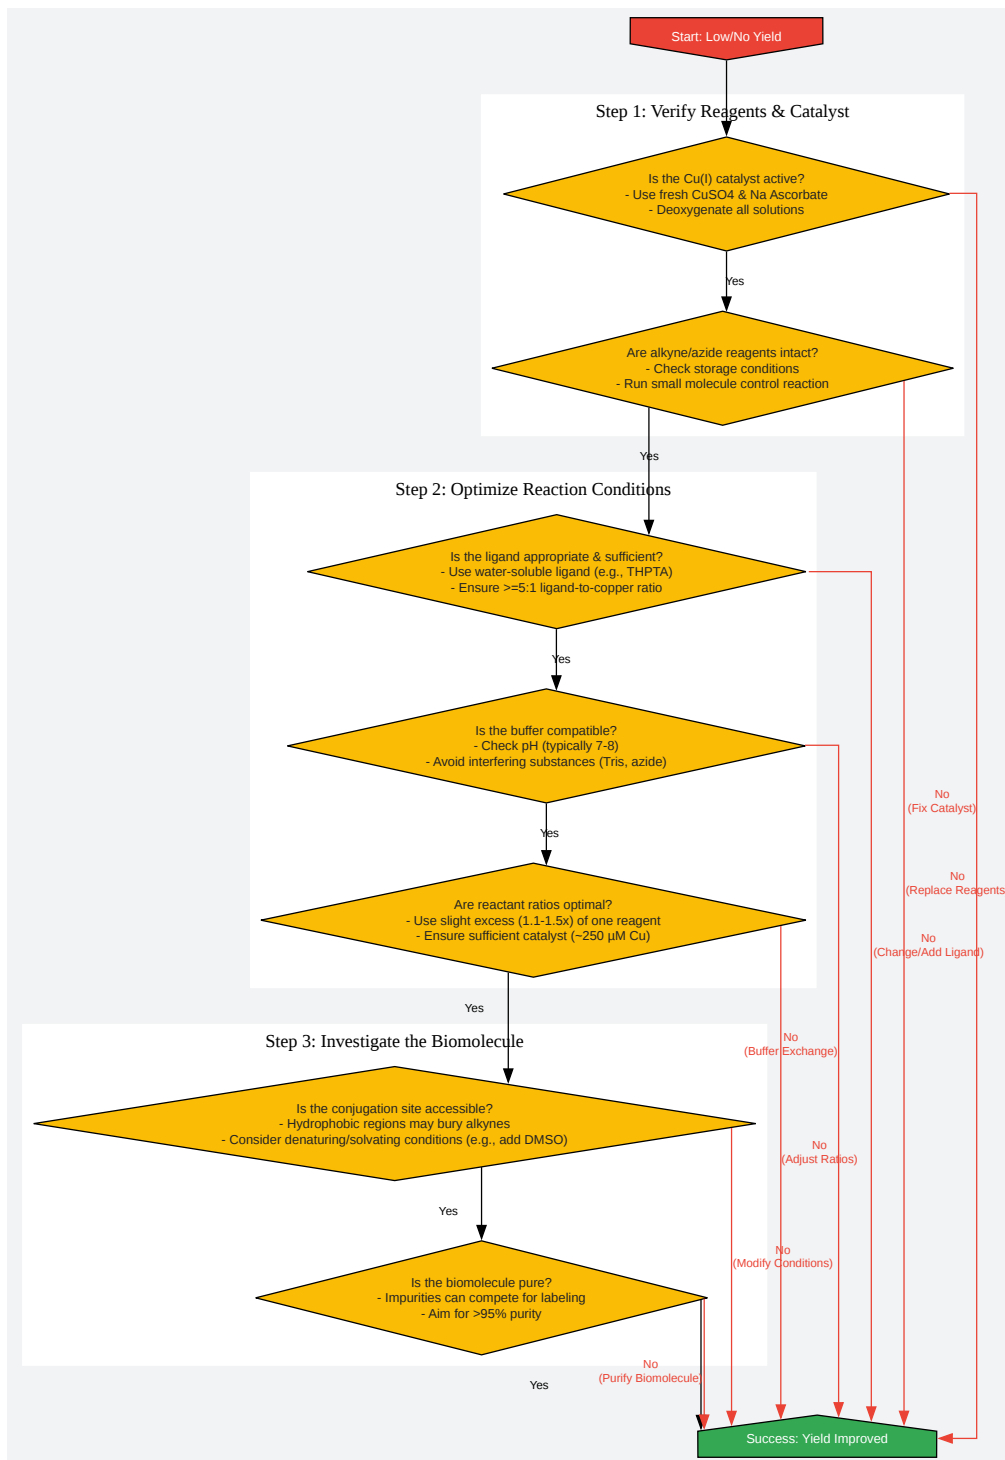 Start: Low/No Yield
Step 1: Verify Reagents & Catalyst
Is the Cu(I) catalyst active?
- Use fresh CuSO4 & Na Ascorbate
- Deoxygenate all solutions
Yes
Are alkyne/azide reagents intact?
- Check storage conditions
- Run small molecule control reaction
Yes
Step 2: Optimize Reaction Conditions
Is the ligand appropriate & sufficient?
- Use water-soluble ligand (e.g., THPTA)
- Ensure >=5:1 ligand-to-copper ratio
Yes
Is the buffer compatible?
- Check pH (typically 7-8)
- Avoid interfering substances (Tris, azide)
No
(Fix Catalyst)
Yes
No
(Replace Reagents
Are reactant ratios optimal?
- Use slight excess (1.1-1.5x) of one reagent
- Ensure sufficient catalyst (~250 µM Cu)
No
(Change/Add Ligand)
Yes
Step 3: Investigate the Biomolecule
No
(Buffer Exchange)
Is the conjugation site accessible?
- Hydrophobic regions may bury alkynes
- Consider denaturing/solvating conditions (e.g., add DMSO)
No
(Adjust Ratios)
Yes
No
(Modify Conditions)
Is the biomolecule pure?
- Impurities can compete for labeling
- Aim for >95% purity
No
(Purify Biomolecule)
Yes
Success: Yield Improved